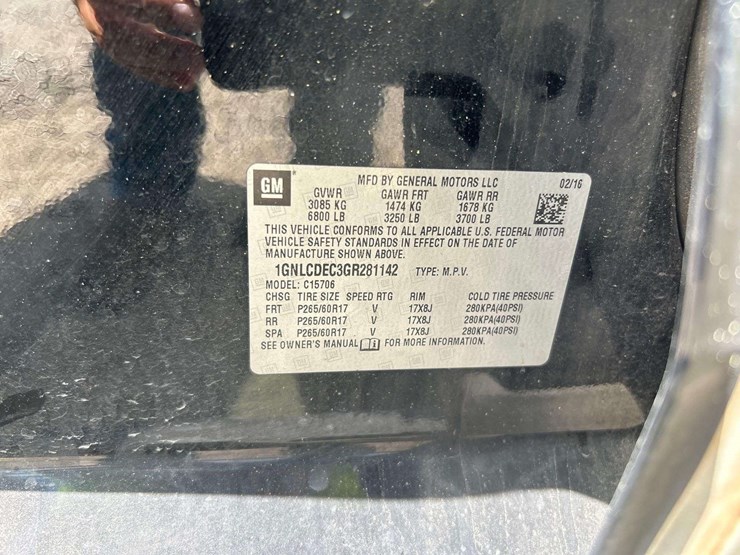 GM MFD BY GENERAL MOTORS LLC 02/16
GVWR GAWR FRT GAWR RR
3085 KG 1474 KG 1678 KG
6800 LB 3250 LB 3700 LB
THIS VEHICLE CONFORMS TO ALL APPLICABLE U.S. FEDERAL MOTOR
VEHICLE SAFETY STANDARDS IN EFFECT ON THE DATE OF
MANUFACTURE SHOWN ABOVE.
1GNLCDEC3GR281142 TYPE: M.P.V.
MODEL: C15706
CHSG TIRE SIZE SPEED RTG RIM COLD TIRE PRESSURE
FRT P265/60R17 V 17X8J 280KPA(40PSI)
RR P265/60R17 V 17X8J 280KPA(40PSI)
SPA P265/60R17 V 17X8J 280KPA(40PSI)
SEE OWNER'S MANUAL FOR MORE INFORMATION.